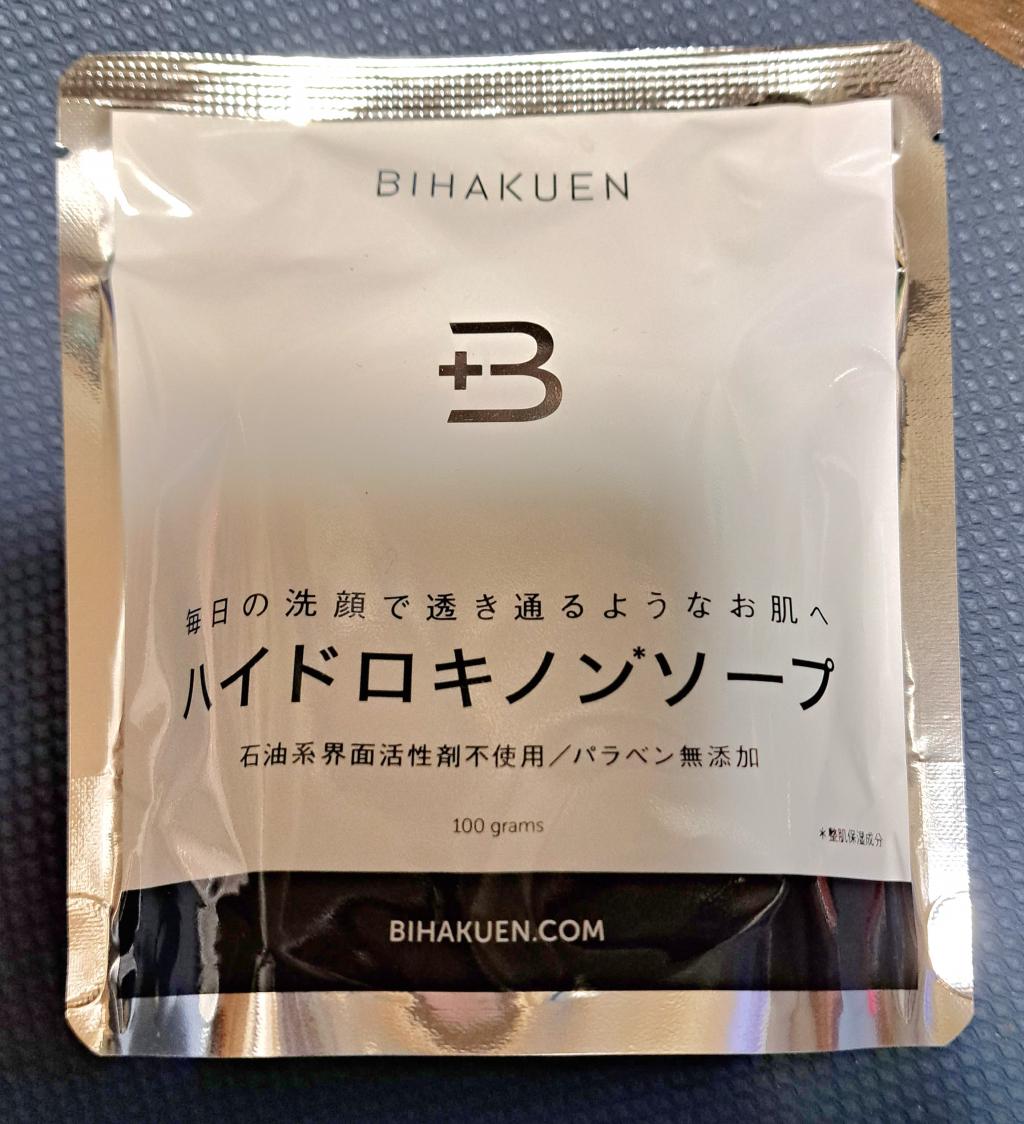 BIHAKUEN
毎日の洗顔で透き通るようなお肌へ
ハイドロキノン*ソープ
石油系界面活性剤不使用／パラベン無添加
100 grams
＊整肌保湿成分
BIHAKUEN.COM